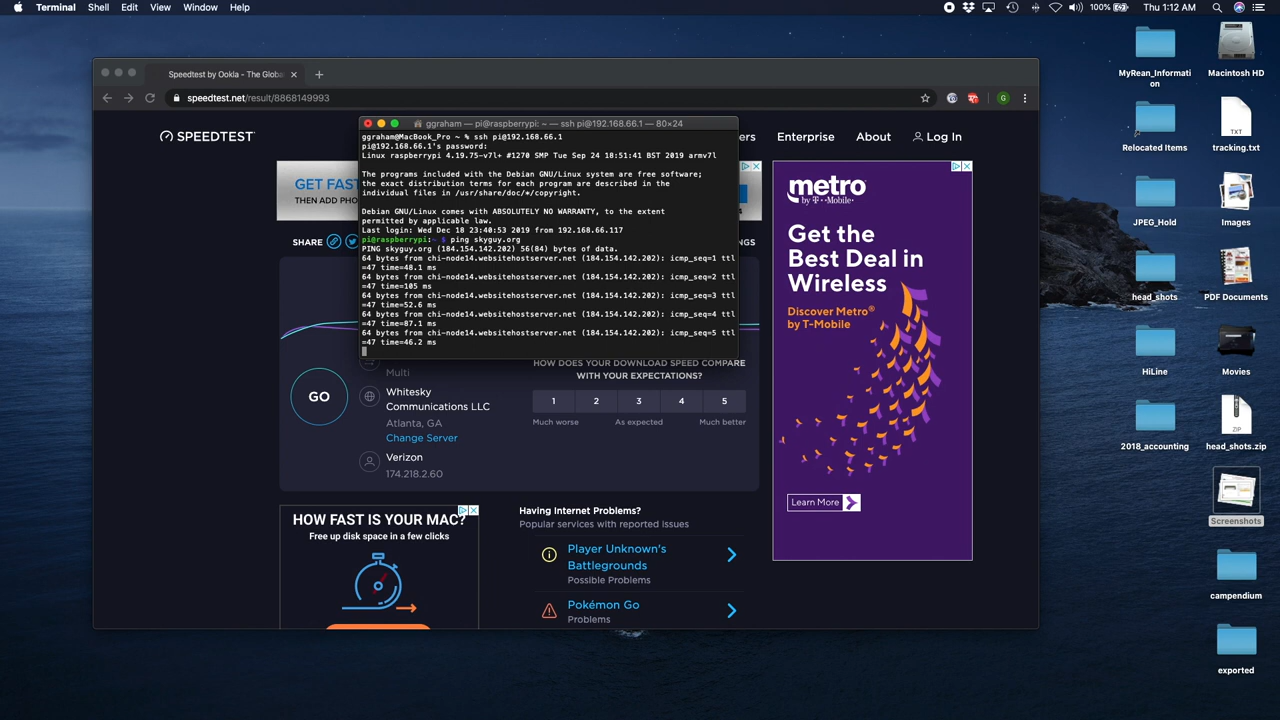 Terminal Shell Edit View Window Help
100% Thu 1:12 AM
Speedtest by Ookla - The Globa
speedtest.net/result/8868149993
G
SPEEDTEST
ers Enterprise About Log In
GET FAS
THEN ADD PHO
4
SHARE
NGS
ggraham — pi@raspberrypi: ~ — ssh pi@192.168.66.1 — 80×24
ggraham@MacBook_Pro ~ % ssh pi@192.168.66.1
pi@192.168.66.1's password:
Linux raspberrypi 4.19.75-v7l+ #1270 SMP Tue Sep 24 18:51:41 BST 2019 armv7l
The programs included with the Debian GNU/Linux system are free software;
the exact distribution terms for each program are described in the
individual files in /usr/share/doc/*/copyright.
Debian GNU/Linux comes with ABSOLUTELY NO WARRANTY, to the extent
permitted by applicable law.
Last login: Wed Dec 18 23:40:53 2019 from 192.168.66.117
pi@raspberrypi:~ $ ping skyguy.org
PING skyguy.org (184.154.142.202) 56(84) bytes of data.
64 bytes from chi-node14.websitehostserver.net (184.154.142.202): icmp_seq=1 ttl
=47 time=48.1 ms
64 bytes from chi-node14.websitehostserver.net (184.154.142.202): icmp_seq=2 ttl
=47 time=105 ms
64 bytes from chi-node14.websitehostserver.net (184.154.142.202): icmp_seq=3 ttl
=47 time=52.6 ms
64 bytes from chi-node14.websitehostserver.net (184.154.142.202): icmp_seq=4 ttl
=47 time=87.1 ms
64 bytes from chi-node14.websitehostserver.net (184.154.142.202): icmp_seq=5 ttl
=47 time=46.2 ms
GO
Multi
Whitesky
Communications LLC
Atlanta, GA
Change Server
Verizon
174.218.2.60
HOW DOES YOUR DOWNLOAD SPEED COMPARE
WITH YOUR EXPECTATIONS?
1 2 3 4 5
Much worse As expected Much better
HOW FAST IS YOUR MAC?
Free up disk space in a few clicks
Having Internet Problems?
Popular services with reported issues
Player Unknown's
Battlegrounds
Possible Problems
Pokémon Go
Problems
metro
by T-Mobile
Get the
Best Deal in
Wireless
Discover Metro®
by T-Mobile
Learn More
MyRean_Informati
on
Macintosh HD
Relocated Items
TXT
tracking.txt
JPEG_Hold
Images
head_shots
PDF Documents
HiLine
Movies
2018_accounting
ZIP
head_shots.zip
Screenshots
campendium
exported